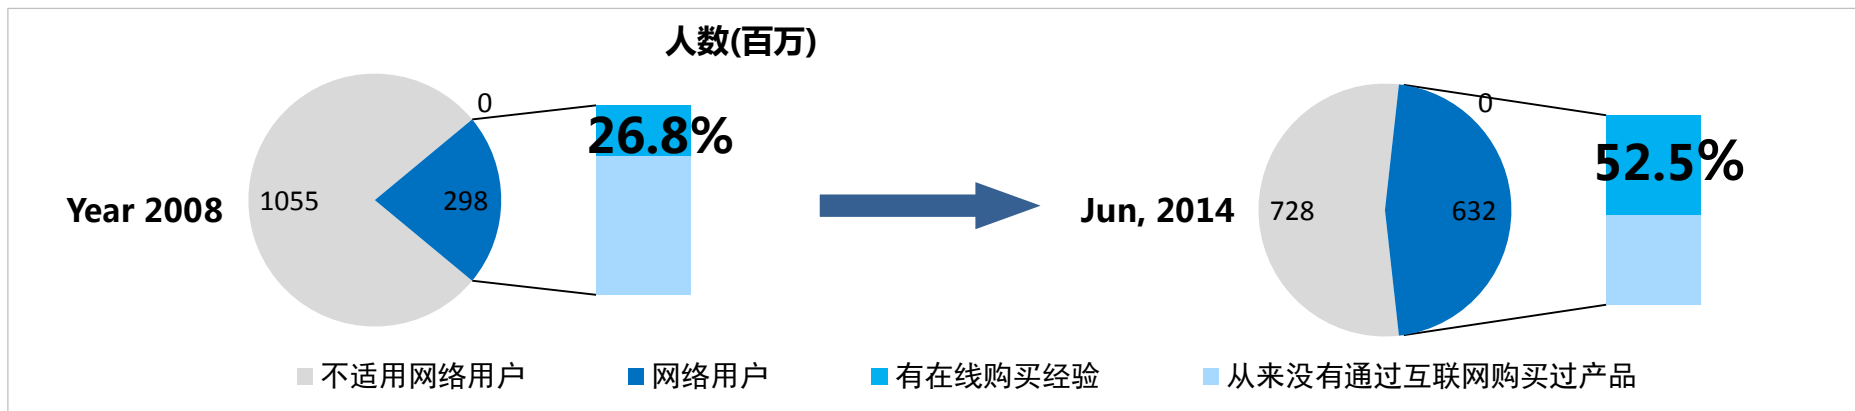 人数(百万)
Year 2008
1055
298
0
26.8%
Jun, 2014
728
632
0
52.5%
不适用网络用户
网络用户
有在线购买经验
从来没有通过互联网购买过产品